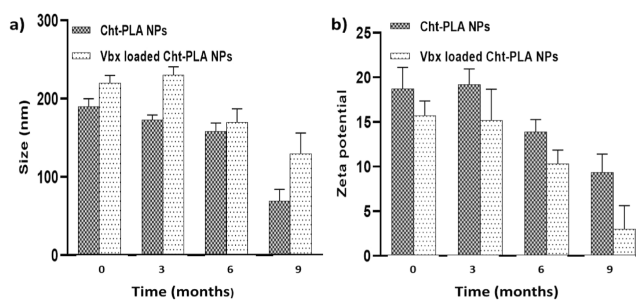 a)
300
200
100
0
Size (nm)
Cht-PLA NPs
Vbx loaded Cht-PLA NPs
0 3 6 9
Time (months)
b)
25
20
15
10
5
0
Zeta potential
Cht-PLA NPs
Vbx loaded Cht-PLA NPs
0 3 6 9
Time (months)